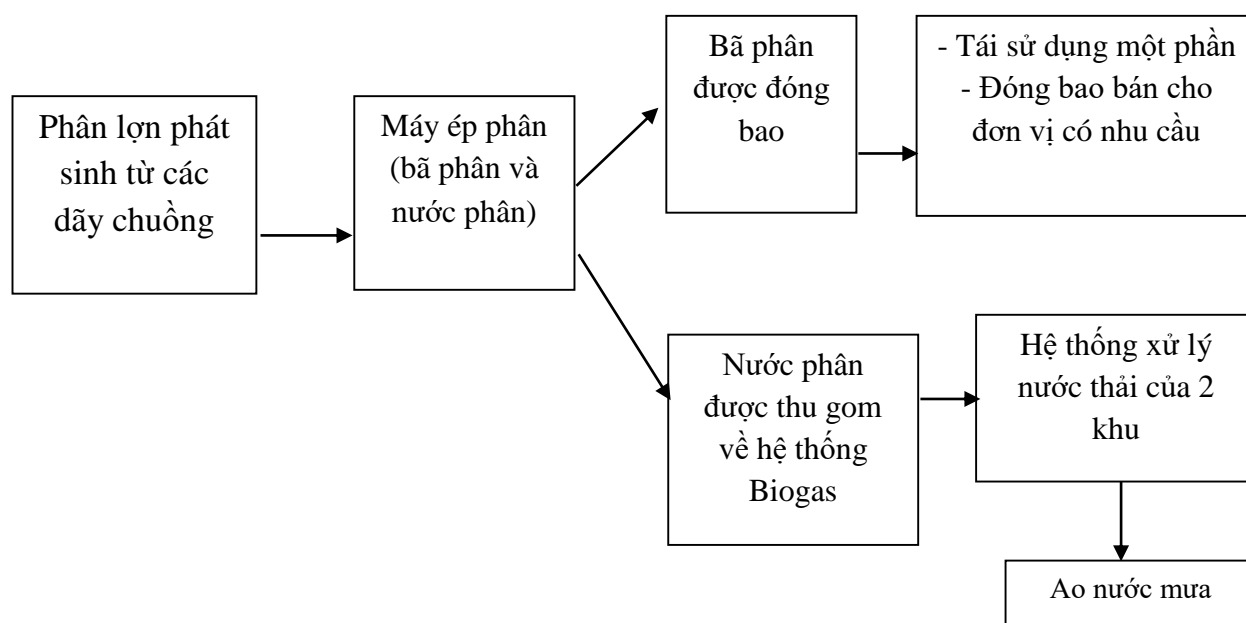 Phân lợn phát
sinh từ các
dãy chuồng
Máy ép phân
(bã phân và
nước phân)
Bã phân
được đóng
bao
- Tái sử dụng một phần
- Đóng bao bán cho
đơn vị có nhu cầu
Nước phân
được thu gom
về hệ thống
Biogas
Hệ thống xử lý
nước thải của 2
khu
Ao nước mưa